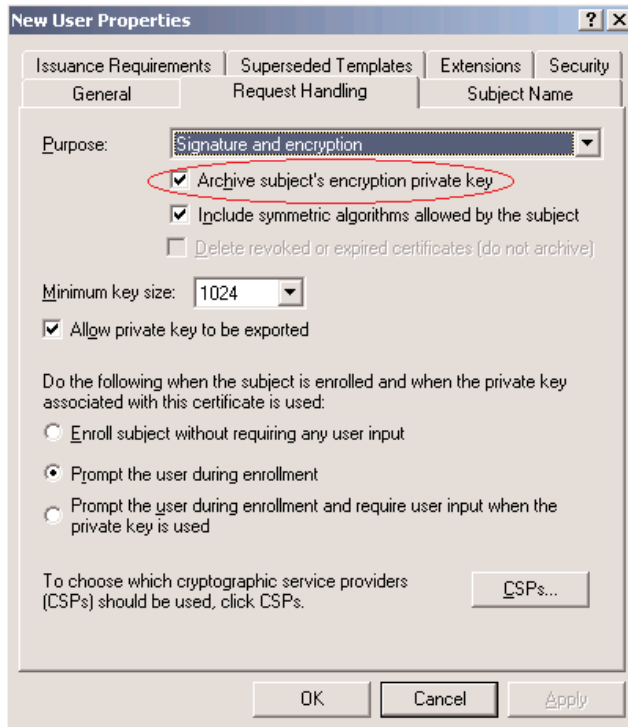 New User Properties
Issuance Requirements Superseded Templates Extensions Security
General Request Handling Subject Name
Purpose: Signature and encryption
Archive subject's encryption private key
Include symmetric algorithms allowed by the subject
Delete revoked or expired certificates (do not archive)
Minimum key size: 1024
Allow private key to be exported
Do the following when the subject is enrolled and when the private key
associated with this certificate is used:
Enroll subject without requiring any user input
Prompt the user during enrollment
Prompt the user during enrollment and require user input when the
private key is used
To choose which cryptographic service providers
(CSPs) should be used, click CSPs.
CSPs...
OK Cancel Apply